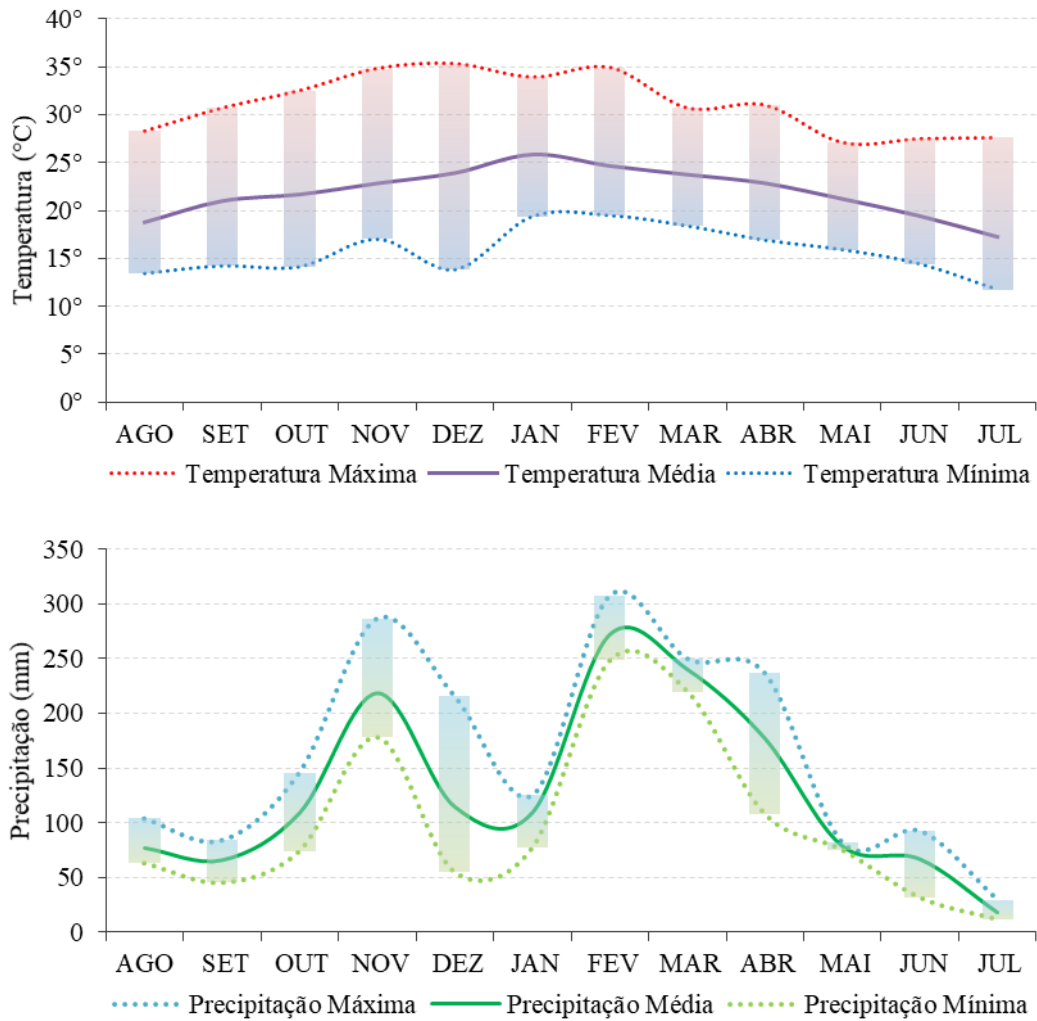 40°
35°
30°
25°
20°
15°
10°
5°
0°
Temperatura (°C)
AGO SET OUT NOV DEZ JAN FEV MAR ABR MAI JUN JUL
Temperatura Máxima Temperatura Média Temperatura Mínima
350
300
250
200
150
100
50
0
Precipitação (mm)
AGO SET OUT NOV DEZ JAN FEV MAR ABR MAI JUN JUL
Precipitação Máxima Precipitação Média Precipitação Mínima